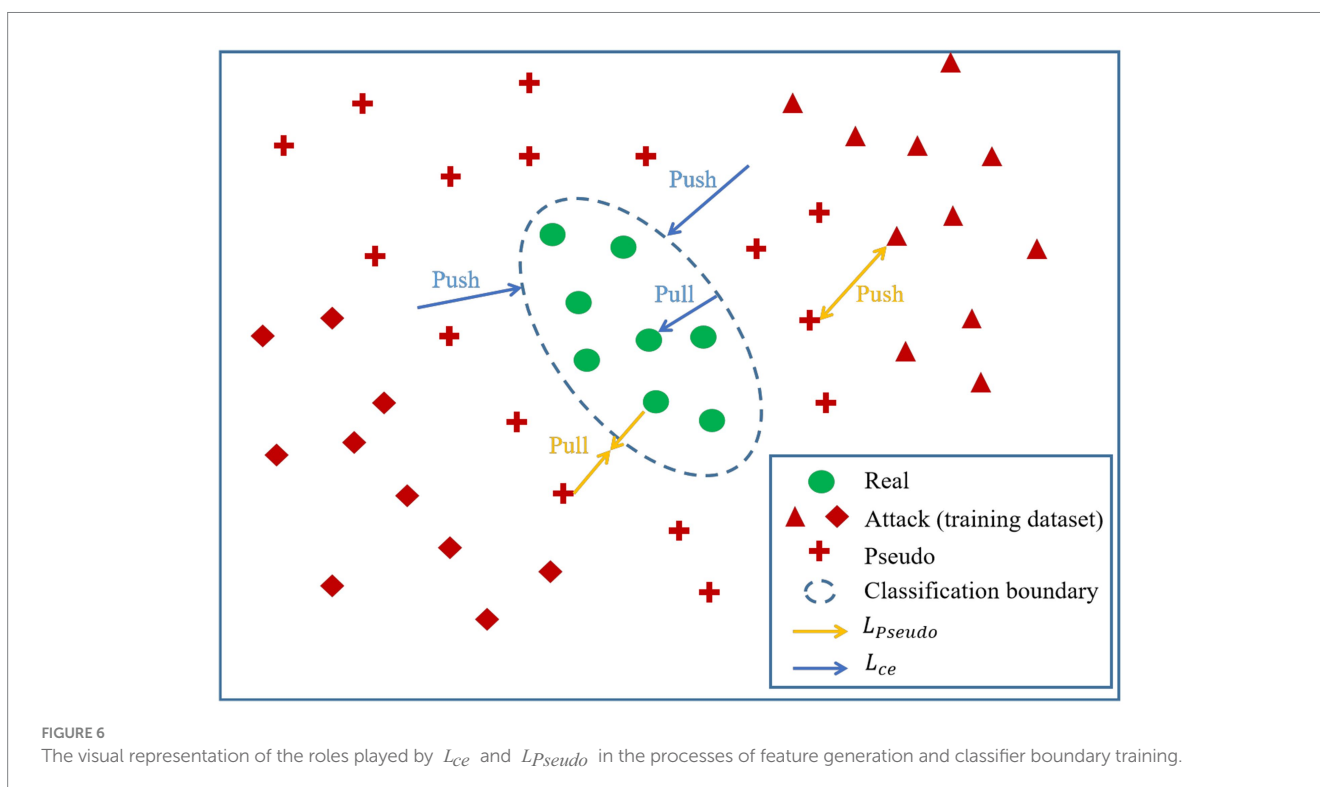 Push
Push
Pull
Push
Pull
Real
Attack (training dataset)
Pseudo
Classification boundary
L_Pseudo
L_ce
FIGURE 6
The visual representation of the roles played by L_ce and L_Pseudo in the processes of feature generation and classifier boundary training.